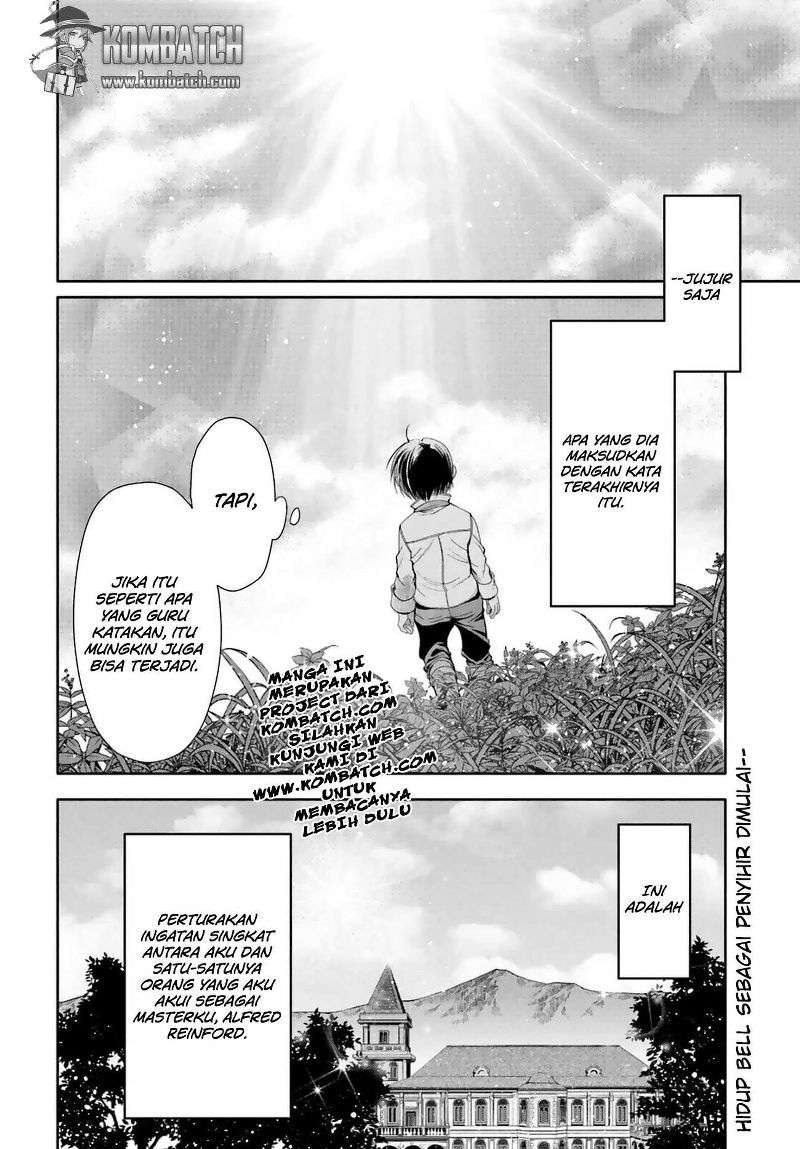 KOMBATCH
www.kombatch.com
--JUJUR
SAJA
APA YANG DIA
MAKSUDKAN
DENGAN KATA
TERAKHIRNYA
ITU.
TAPI,
JIKA ITU
SEPERTI APA
YANG GURU
KATAKAN, ITU
MUNGKIN JUGA
BISA TERJADI.
MANGA INI
MERUPAKAN
PROJECT DARI
KOMBATCH.COM
SILAHKAN
KUNJUNGI WEB
KAMI DI
WWW.KOMBATCH.COM
UNTUK
MEMBACANYA
LEBIH DULU
INI
ADALAH
PERTURAKAN
INGATAN SINGKAT
ANTARA AKU DAN
SATU-SATUNYA
ORANG YANG AKU
AKUI SEBAGAI
MASTERKU, ALFRED
REINFORD.
HIDUP BELL SEBAGAI PENYIHIR DIMULAI--